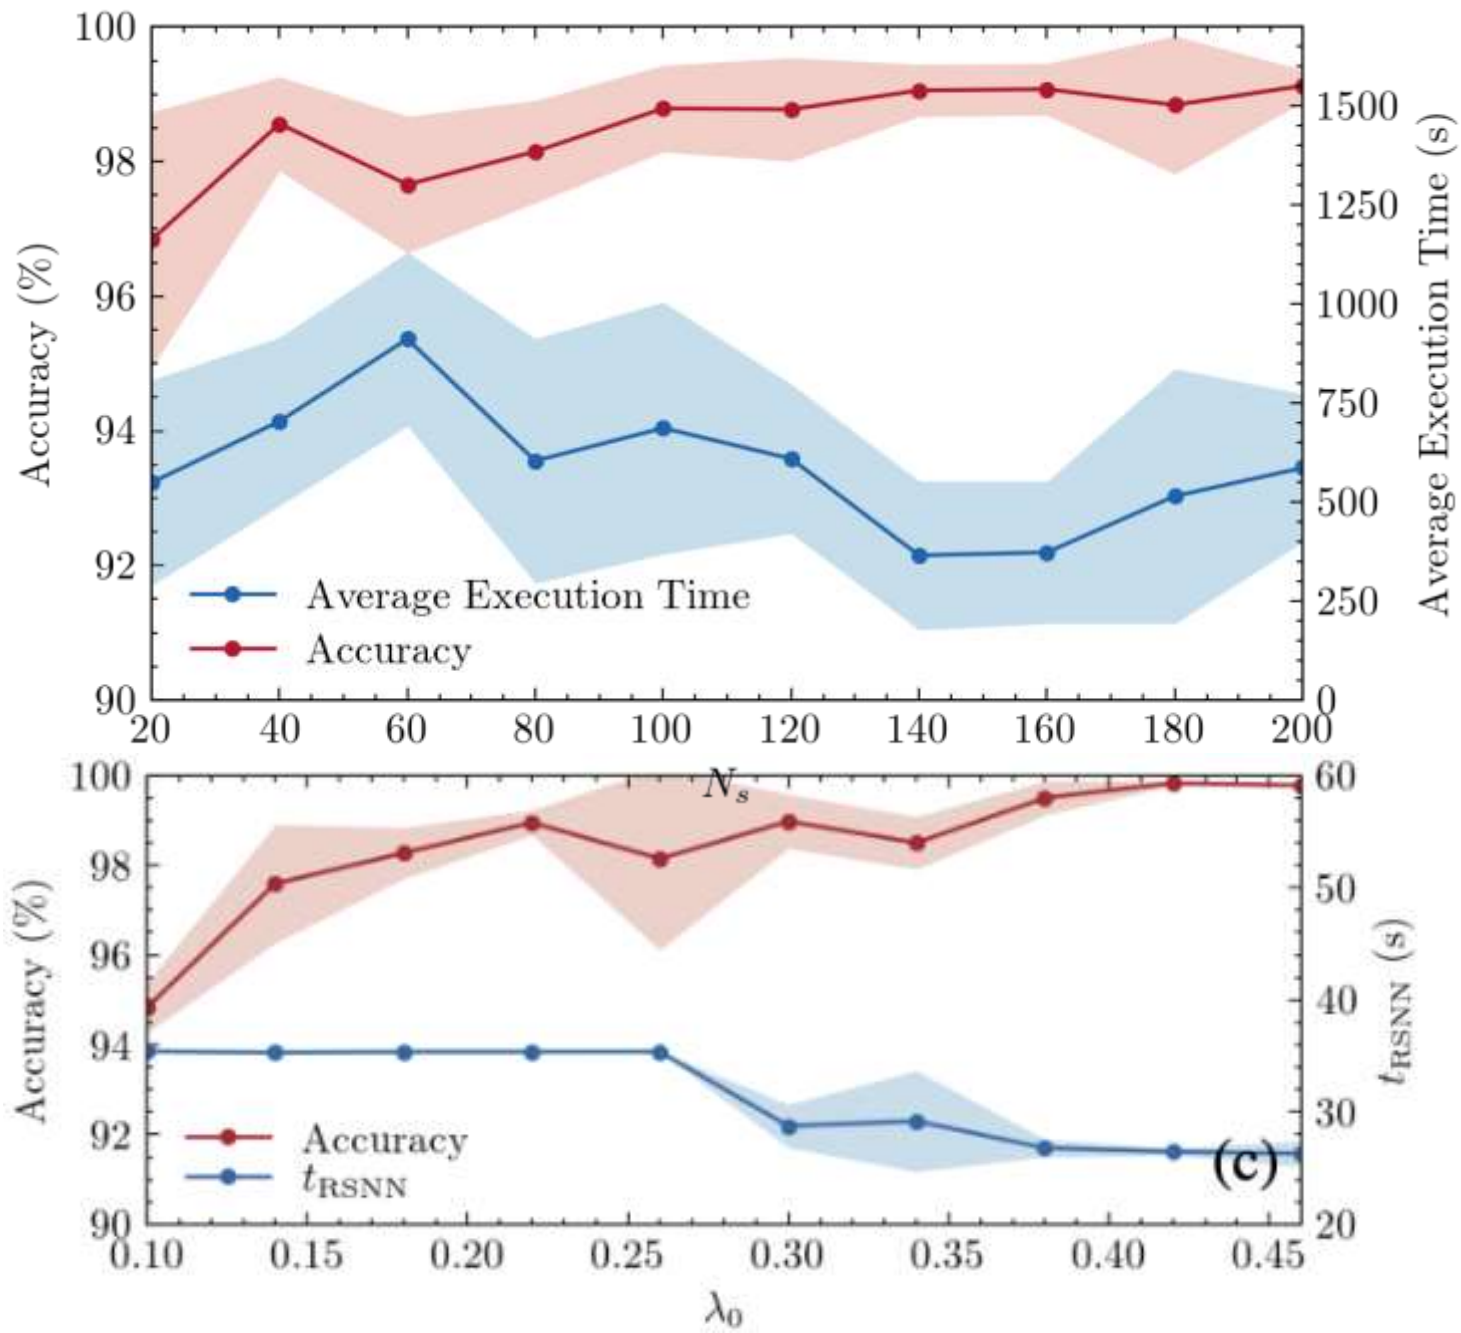 100
98
96
94
92
90
Accuracy (%)
1500
1250
1000
750
500
250
0
Average Execution Time (s)
Average Execution Time
Accuracy
20 40 60 80 100 120 140 160 180 200
N_s
100
98
96
94
92
90
Accuracy (%)
60
50
40
30
20
t_RSNN (s)
Accuracy
t_RSNN
(c)
0.10 0.15 0.20 0.25 0.30 0.35 0.40 0.45
λ_0